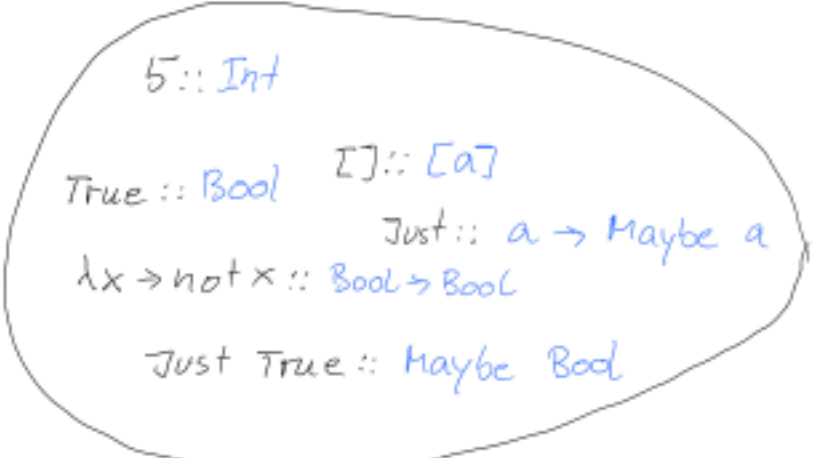 5 :: Int
[] :: [a]
True :: Bool
Just :: a → Maybe a
λx → not x :: Bool → Bool
Just True :: Maybe Bool